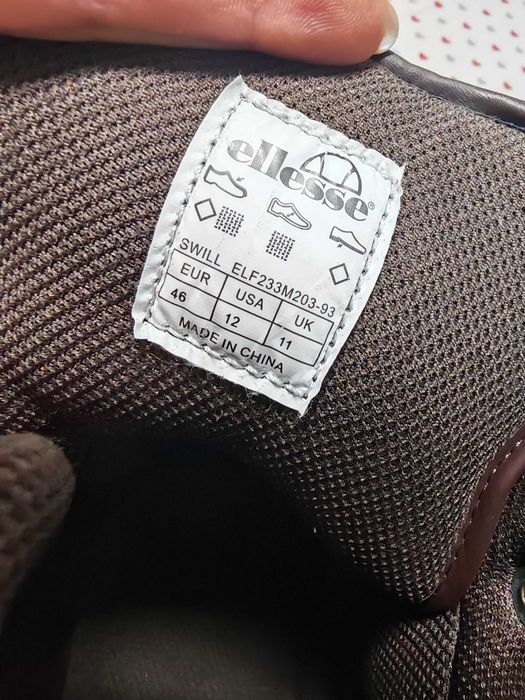 ellesse®
SWILL ELF233M203-93
EUR USA UK
46 12 11
MADE IN CHINA